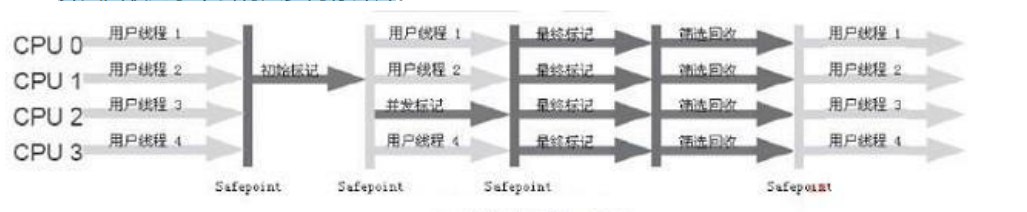 CPU 0 用户线程 1 用户线程 1 最终标记 筛选回收 用户线程 1
CPU 1 用户线程 2 初始标记 用户线程 2 最终标记 筛选回收 用户线程 2
CPU 2 用户线程 3 并发标记 最终标记 筛选回收 用户线程 3
CPU 3 用户线程 4 用户线程 4 最终标记 筛选回收 用户线程 4
Safepoint Safepoint Safepoint Safepoint